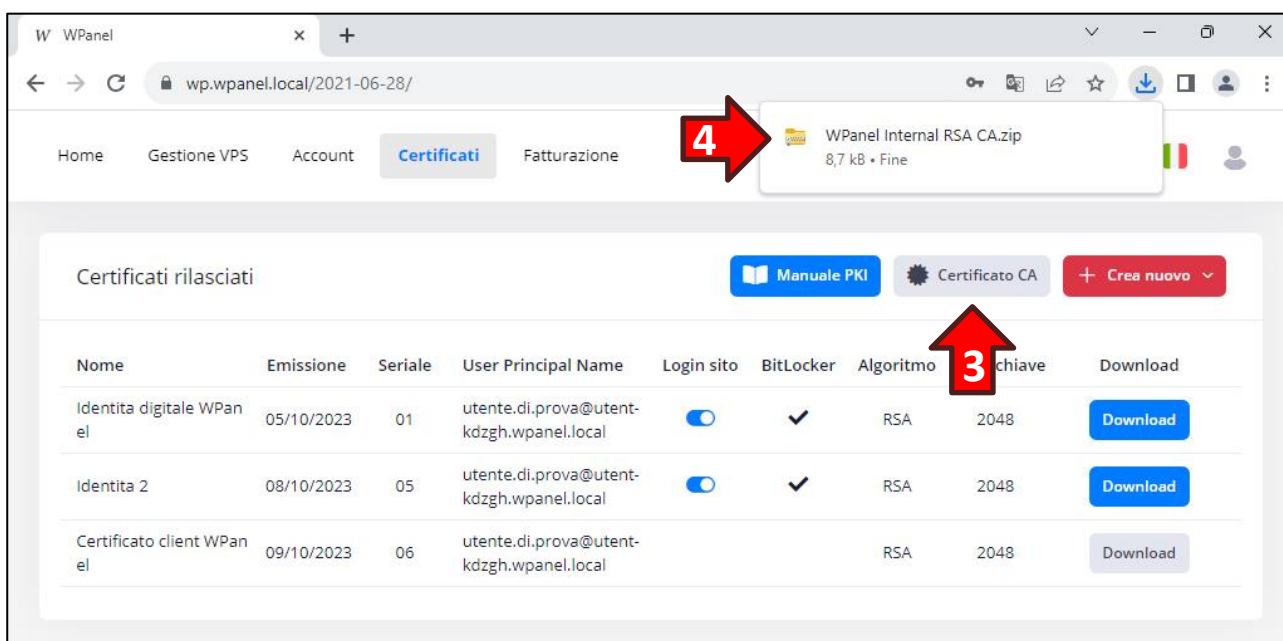 W WPanel
wp.wpanel.local/2021-06-28/
4
WPanel Internal RSA CA.zip
8,7 kB • Fine
Home Gestione VPS Account Certificati Fatturazione
Certificati rilasciati Manuale PKI Certificato CA + Crea nuovo
3
Nome Emissione Seriale User Principal Name Login sito BitLocker Algoritmo chiave Download
Identita digitale WPan
el
05/10/2023 01
utente.di.prova@utent-
kdzgh.wpanel.local
RSA 2048 Download
Identita 2 08/10/2023 05
utente.di.prova@utent-
kdzgh.wpanel.local
RSA 2048 Download
Certificato client WPan
el
09/10/2023 06
utente.di.prova@utent-
kdzgh.wpanel.local
RSA 2048 Download